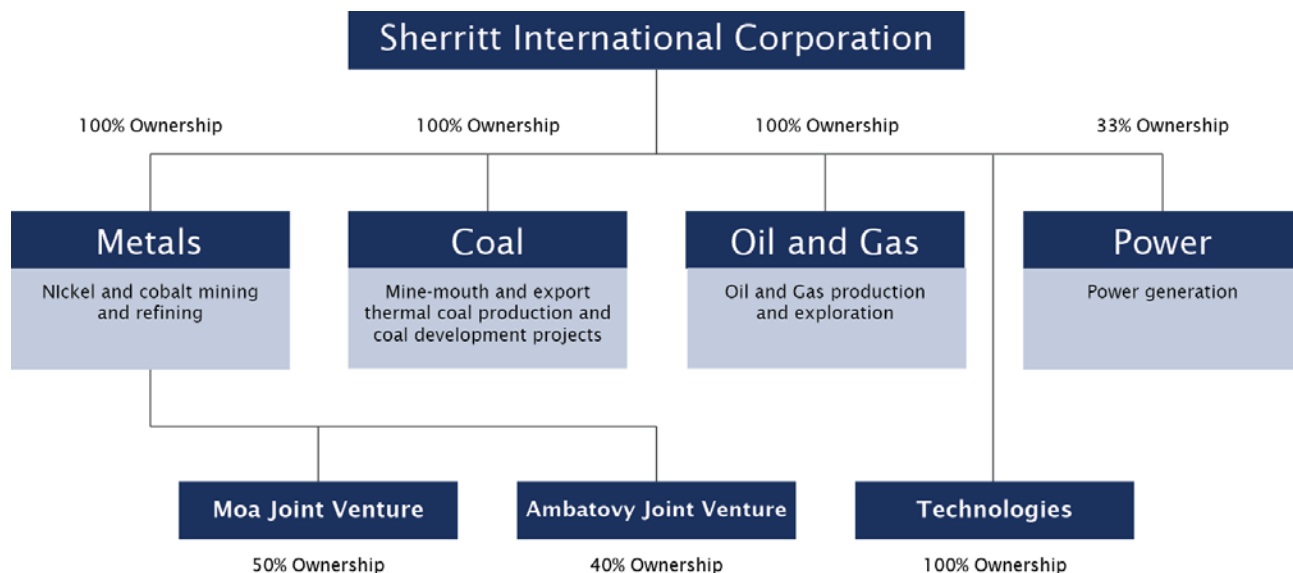 Sherritt International Corporation
100% Ownership
100% Ownership
100% Ownership
33% Ownership
Metals
NIckel and cobalt mining
and refining
Coal
Mine-mouth and export
thermal coal production and
coal development projects
Oil and Gas
Oil and Gas production
and exploration
Power
Power generation
Moa Joint Venture
50% Ownership
Ambatovy Joint Venture
40% Ownership
Technologies
100% Ownership